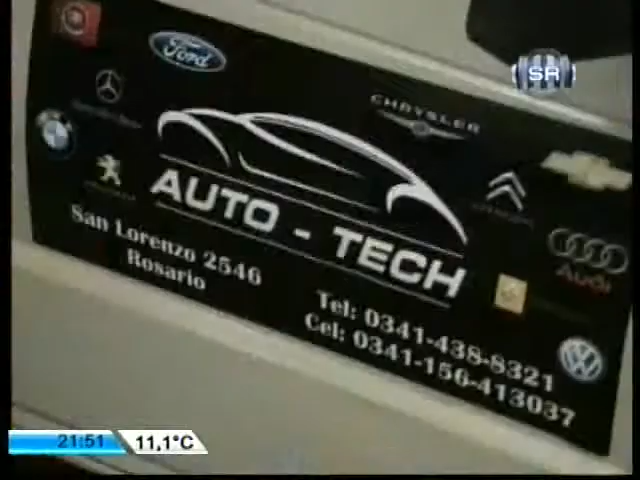 SR
Ford
CHRYSLER
AUTO - TECH
Audi
San Lorenzo 2546
Rosario
Tel: 0341-438-8321
Cel: 0341-156-413037
21:51 11,1°C